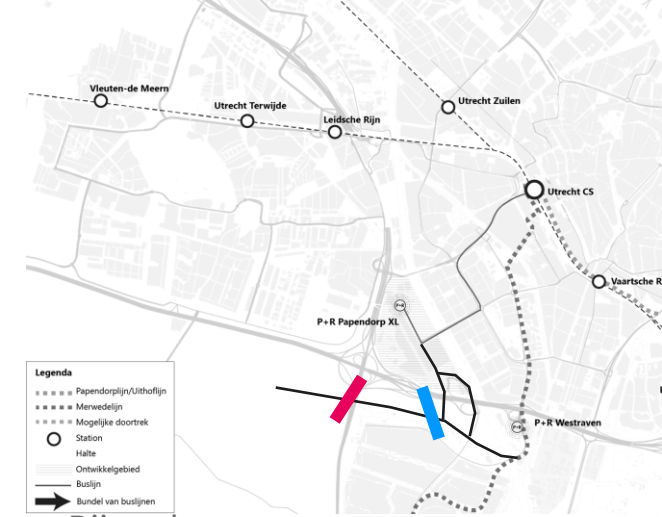 Vleuten-de Meern
Utrecht Terwijde
Leidsche Rijn
Utrecht Zuilen
Utrecht CS
Vaartsche R
P+R
P+R Papendorp XL
P+R
P+R Westraven
Legenda
Papendorplijn/Uithoflijn
Merwedelijn
Mogelijke doortrek
Station
Halte
Ontwikkelgebied
Buslijn
Bundel van buslijnen